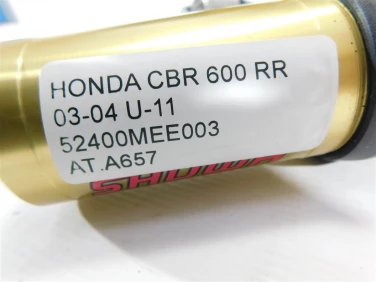 HONDA CBR 600 RR
03-04 U-11
52400MEE003
AT.A657
SHOWA